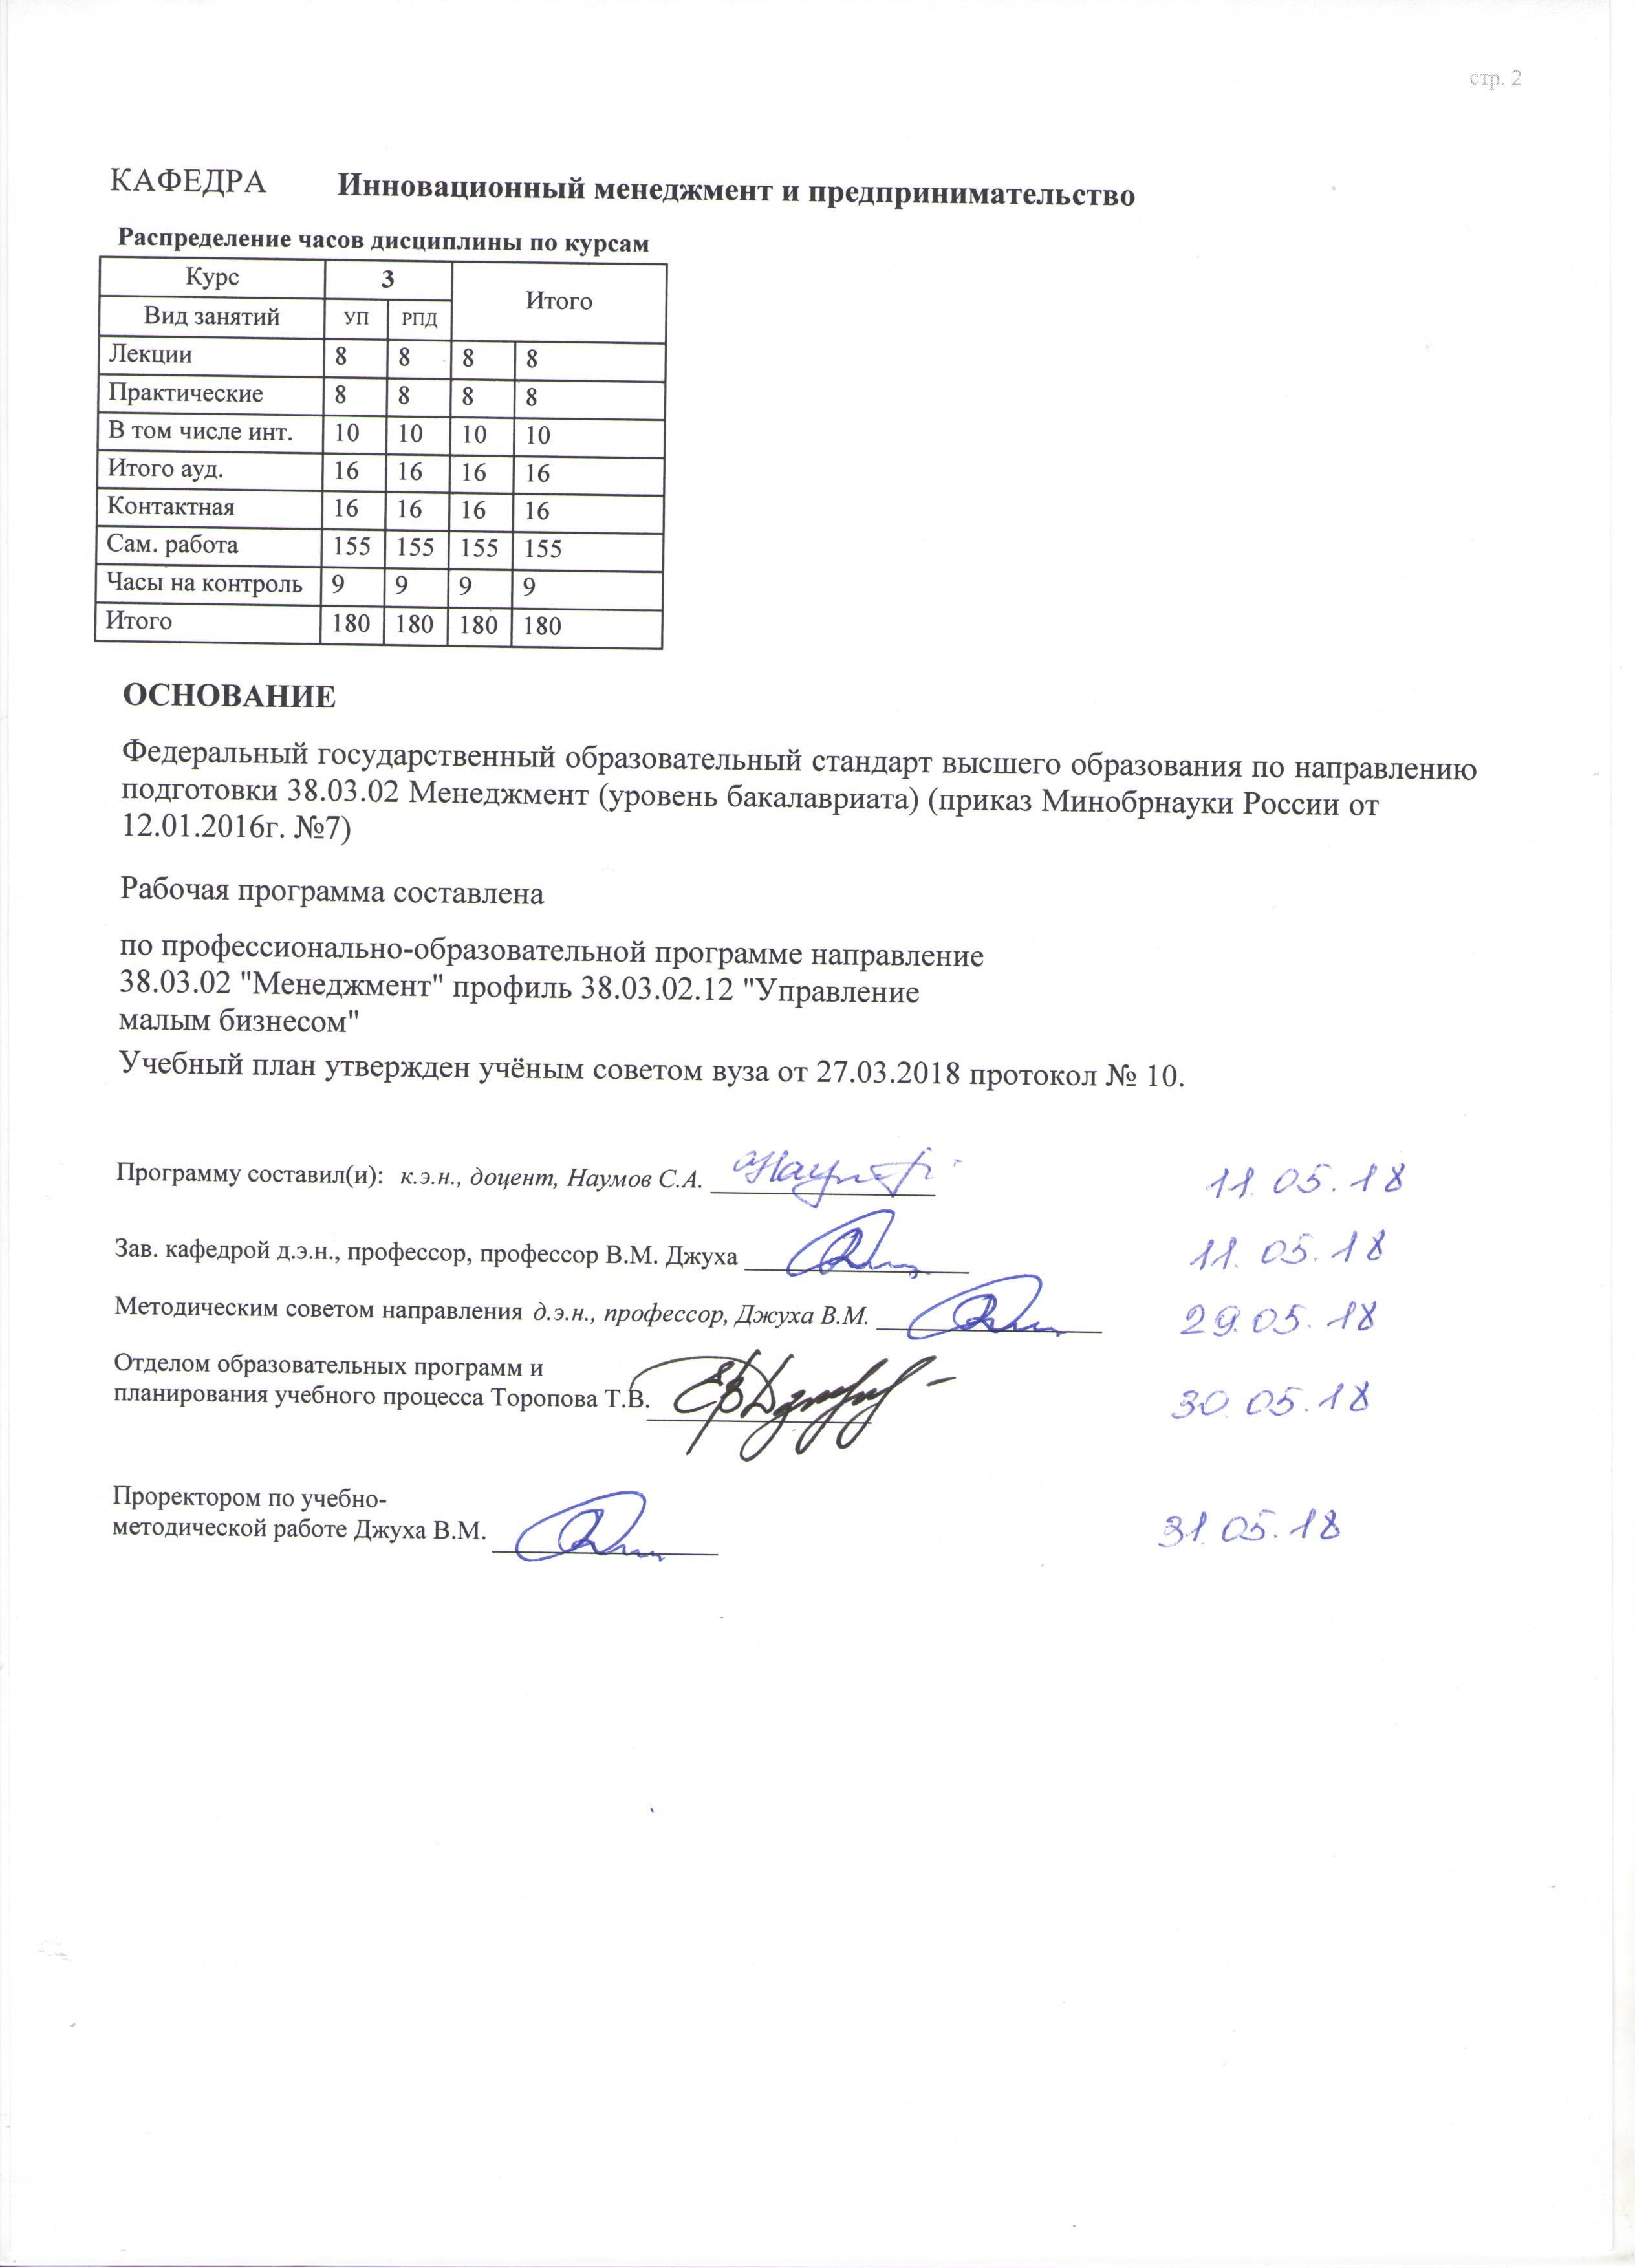 стр. 2
КАФЕДРА Инновационный менеджмент и предпринимательство
Распределение часов дисциплины по курсам
Курс 3 Итого
Вид занятий УП РПД
Лекции 8 8 8 8
Практические 8 8 8 8
В том числе инт. 10 10 10 10
Итого ауд. 16 16 16 16
Контактная 16 16 16 16
Сам. работа 155 155 155 155
Часы на контроль 9 9 9 9
Итого 180 180 180 180
ОСНОВАНИЕ
Федеральный государственный образовательный стандарт высшего образования по направлению
подготовки 38.03.02 Менеджмент (уровень бакалавриата) (приказ Минобрнауки России от
12.01.2016г. №7)
Рабочая программа составлена
по профессионально-образовательной программе направление
38.03.02 "Менеджмент" профиль 38.03.02.12 "Управление
малым бизнесом"
Учебный план утвержден учёным советом вуза от 27.03.2018 протокол № 10.
Программу составил(и): к.э.н., доцент, Наумов С.А. 11.05.18
Зав. кафедрой д.э.н., профессор, профессор В.М. Джуха 11.05.18
Методическим советом направления д.э.н., профессор, Джуха В.М. 29.05.18
Отделом образовательных программ и
планирования учебного процесса Торопова Т.В. 30.05.18
Проректором по учебно-
методической работе Джуха В.М. 31.05.18